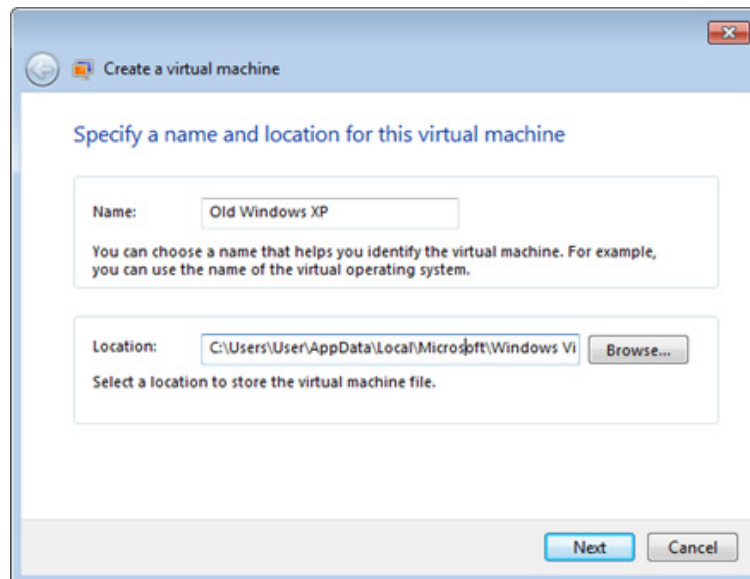 Create a virtual machine
Specify a name and location for this virtual machine
Name: Old Windows XP
You can choose a name that helps you identify the virtual machine. For example,
you can use the name of the virtual operating system.
Location: C:\Users\User\AppData\Local\Microsoft\Windows Vi Browse...
Select a location to store the virtual machine file.
Next Cancel